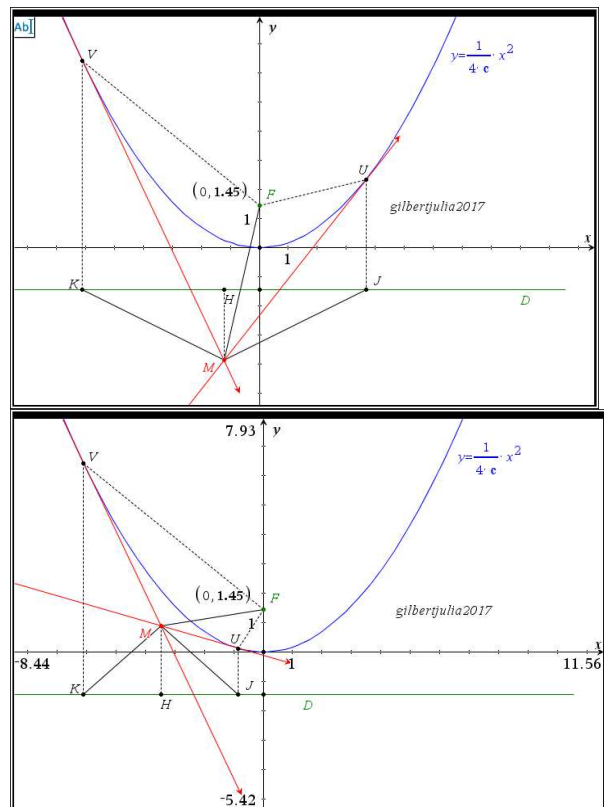 Ab
V
y
y=1/(4·c)·x²
U
(0,1.45)
F
gilbertjulia2017
1
x
1
K
H
J
D
M
7.93
y
V
y=1/(4·c)·x²
(0,1.45)
F
gilbertjulia2017
1
M
U
x
-8.44
1
11.56
K
H
J
D
-5.42